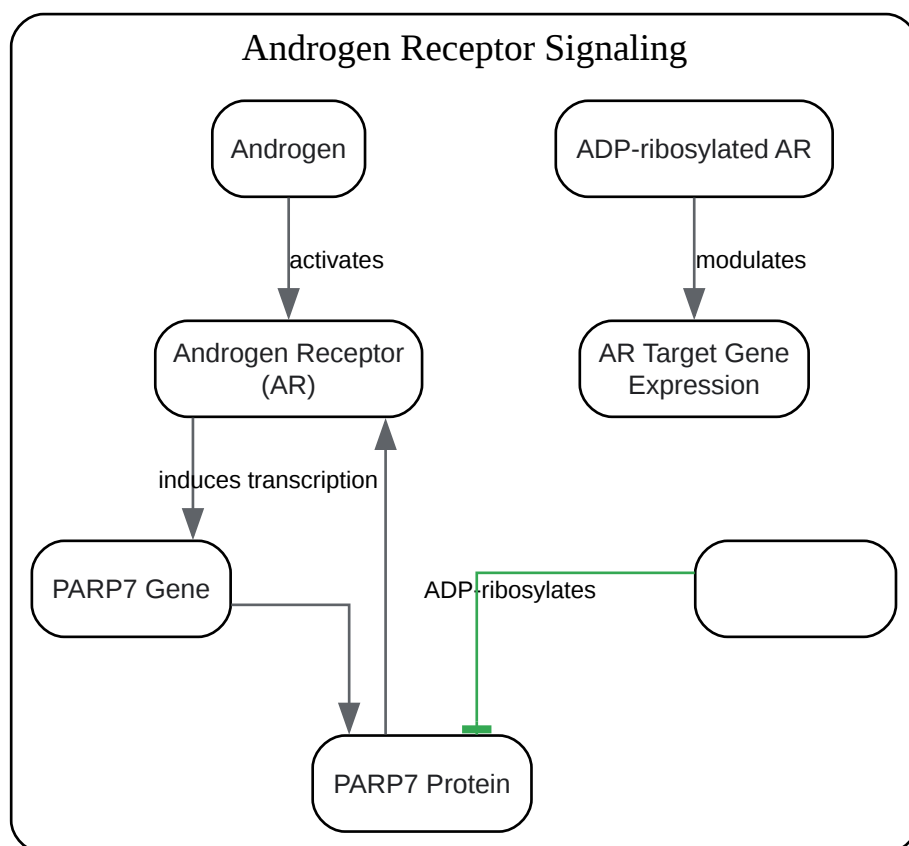 Androgen Receptor Signaling
Androgen
ADP-ribosylated AR
activates
modulates
Androgen Receptor
(AR)
AR Target Gene
Expression
induces transcription
PARP7 Gene
ADP-ribosylates
PARP7 Protein